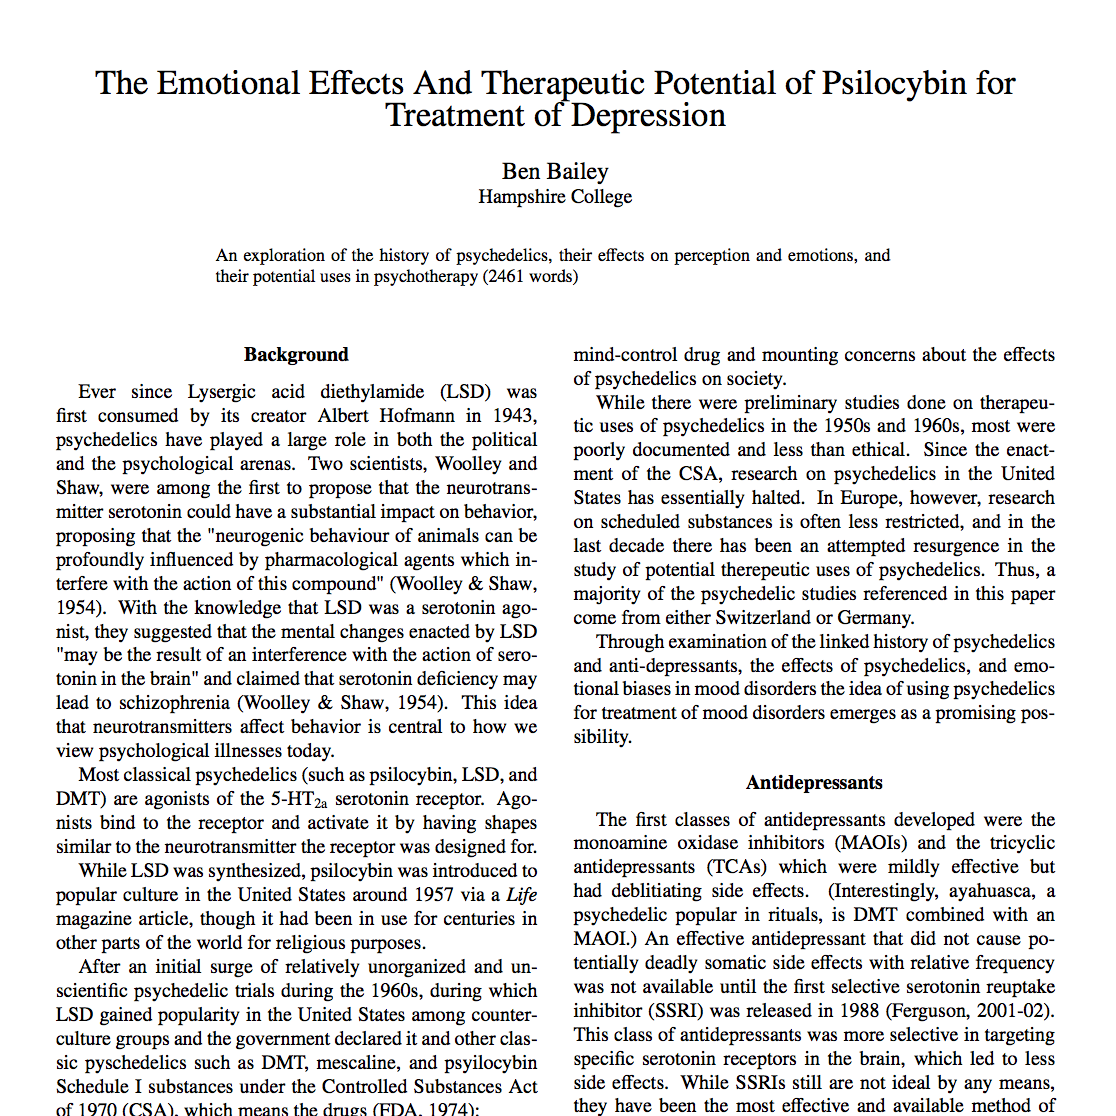 The Emotional Effects And Therapeutic Potential of Psilocybin for
Treatment of Depression
Ben Bailey
Hampshire College
An exploration of the history of psychedelics, their effects on perception and emotions, and
their potential uses in psychotherapy (2461 words)
Background
Ever since Lysergic acid diethylamide (LSD) was
first consumed by its creator Albert Hofmann in 1943,
psychedelics have played a large role in both the political
and the psychological arenas. Two scientists, Woolley and
Shaw, were among the first to propose that the neurotrans-
mitter serotonin could have a substantial impact on behavior,
proposing that the "neurogenic behaviour of animals can be
profoundly influenced by pharmacological agents which in-
terfere with the action of this compound" (Woolley & Shaw,
1954). With the knowledge that LSD was a serotonin ago-
nist, they suggested that the mental changes enacted by LSD
"may be the result of an interference with the action of sero-
tonin in the brain" and claimed that serotonin deficiency may
lead to schizophrenia (Woolley & Shaw, 1954). This idea
that neurotransmitters affect behavior is central to how we
view psychological illnesses today.
Most classical psychedelics (such as psilocybin, LSD, and
DMT) are agonists of the 5-HT2a serotonin receptor. Ago-
nists bind to the receptor and activate it by having shapes
similar to the neurotransmitter the receptor was designed for.
While LSD was synthesized, psilocybin was introduced to
popular culture in the United States around 1957 via a Life
magazine article, though it had been in use for centuries in
other parts of the world for religious purposes.
After an initial surge of relatively unorganized and un-
scientific psychedelic trials during the 1960s, during which
LSD gained popularity in the United States among counter-
culture groups and the government declared it and other clas-
sic pyschedelics such as DMT, mescaline, and psyilocybin
Schedule I substances under the Controlled Substances Act
of 1970 (CSA), which means the drugs (FDA, 1974):
mind-control drug and mounting concerns about the effects
of psychedelics on society.
While there were preliminary studies done on therapeu-
tic uses of psychedelics in the 1950s and 1960s, most were
poorly documented and less than ethical. Since the enact-
ment of the CSA, research on psychedelics in the United
States has essentially halted. In Europe, however, research
on scheduled substances is often less restricted, and in the
last decade there has been an attempted resurgence in the
study of potential therepeutic uses of psychedelics. Thus, a
majority of the psychedelic studies referenced in this paper
come from either Switzerland or Germany.
Through examination of the linked history of psychedelics
and anti-depressants, the effects of psychedelics, and emo-
tional biases in mood disorders the idea of using psychedelics
for treatment of mood disorders emerges as a promising pos-
sibility.
Antidepressants
The first classes of antidepressants developed were the
monoamine oxidase inhibitors (MAOIs) and the tricyclic
antidepressants (TCAs) which were mildly effective but
had deblitiating side effects. (Interestingly, ayahuasca, a
psychedelic popular in rituals, is DMT combined with an
MAOI.) An effective antidepressant that did not cause po-
tentially deadly somatic side effects with relative frequency
was not available until the first selective serotonin reuptake
inhibitor (SSRI) was released in 1988 (Ferguson, 2001-02).
This class of antidepressants was more selective in targeting
specific serotonin receptors in the brain, which led to less
side effects. While SSRIs still are not ideal by any means,
they have been the most effective and available method of